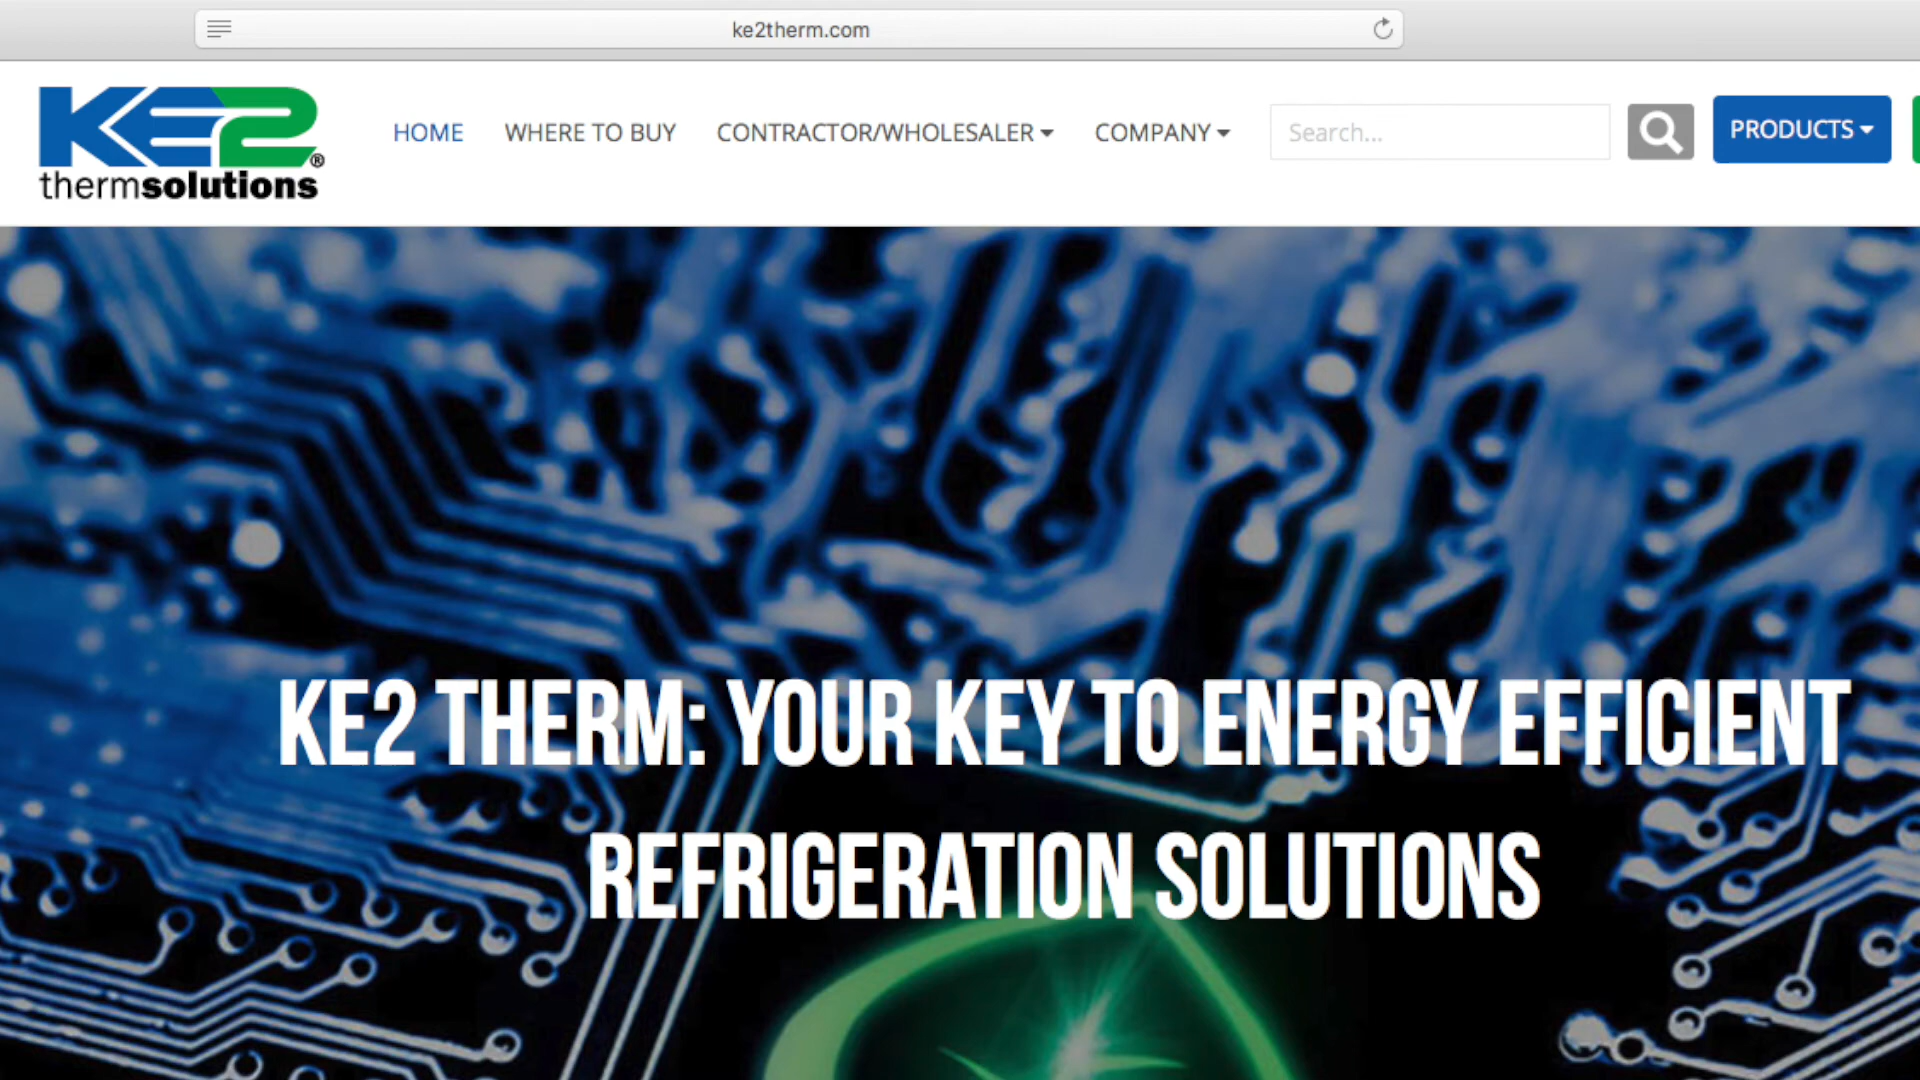 ke2therm.com
KE2®
thermsolutions
HOME WHERE TO BUY CONTRACTOR/WHOLESALER COMPANY Search... PRODUCTS
KE2 THERM: YOUR KEY TO ENERGY EFFICIENT
REFRIGERATION SOLUTIONS